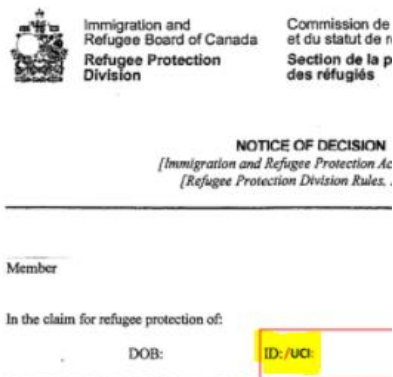 Immigration and
Refugee Board of Canada
Refugee Protection
Division
Commission de
et du statut de r
Section de la p
des réfugiés
NOTICE OF DECISION
[Immigration and Refugee Protection Ac
[Refugee Protection Division Rules,
Member
In the claim for refugee protection of:
DOB: ID:/UCI: